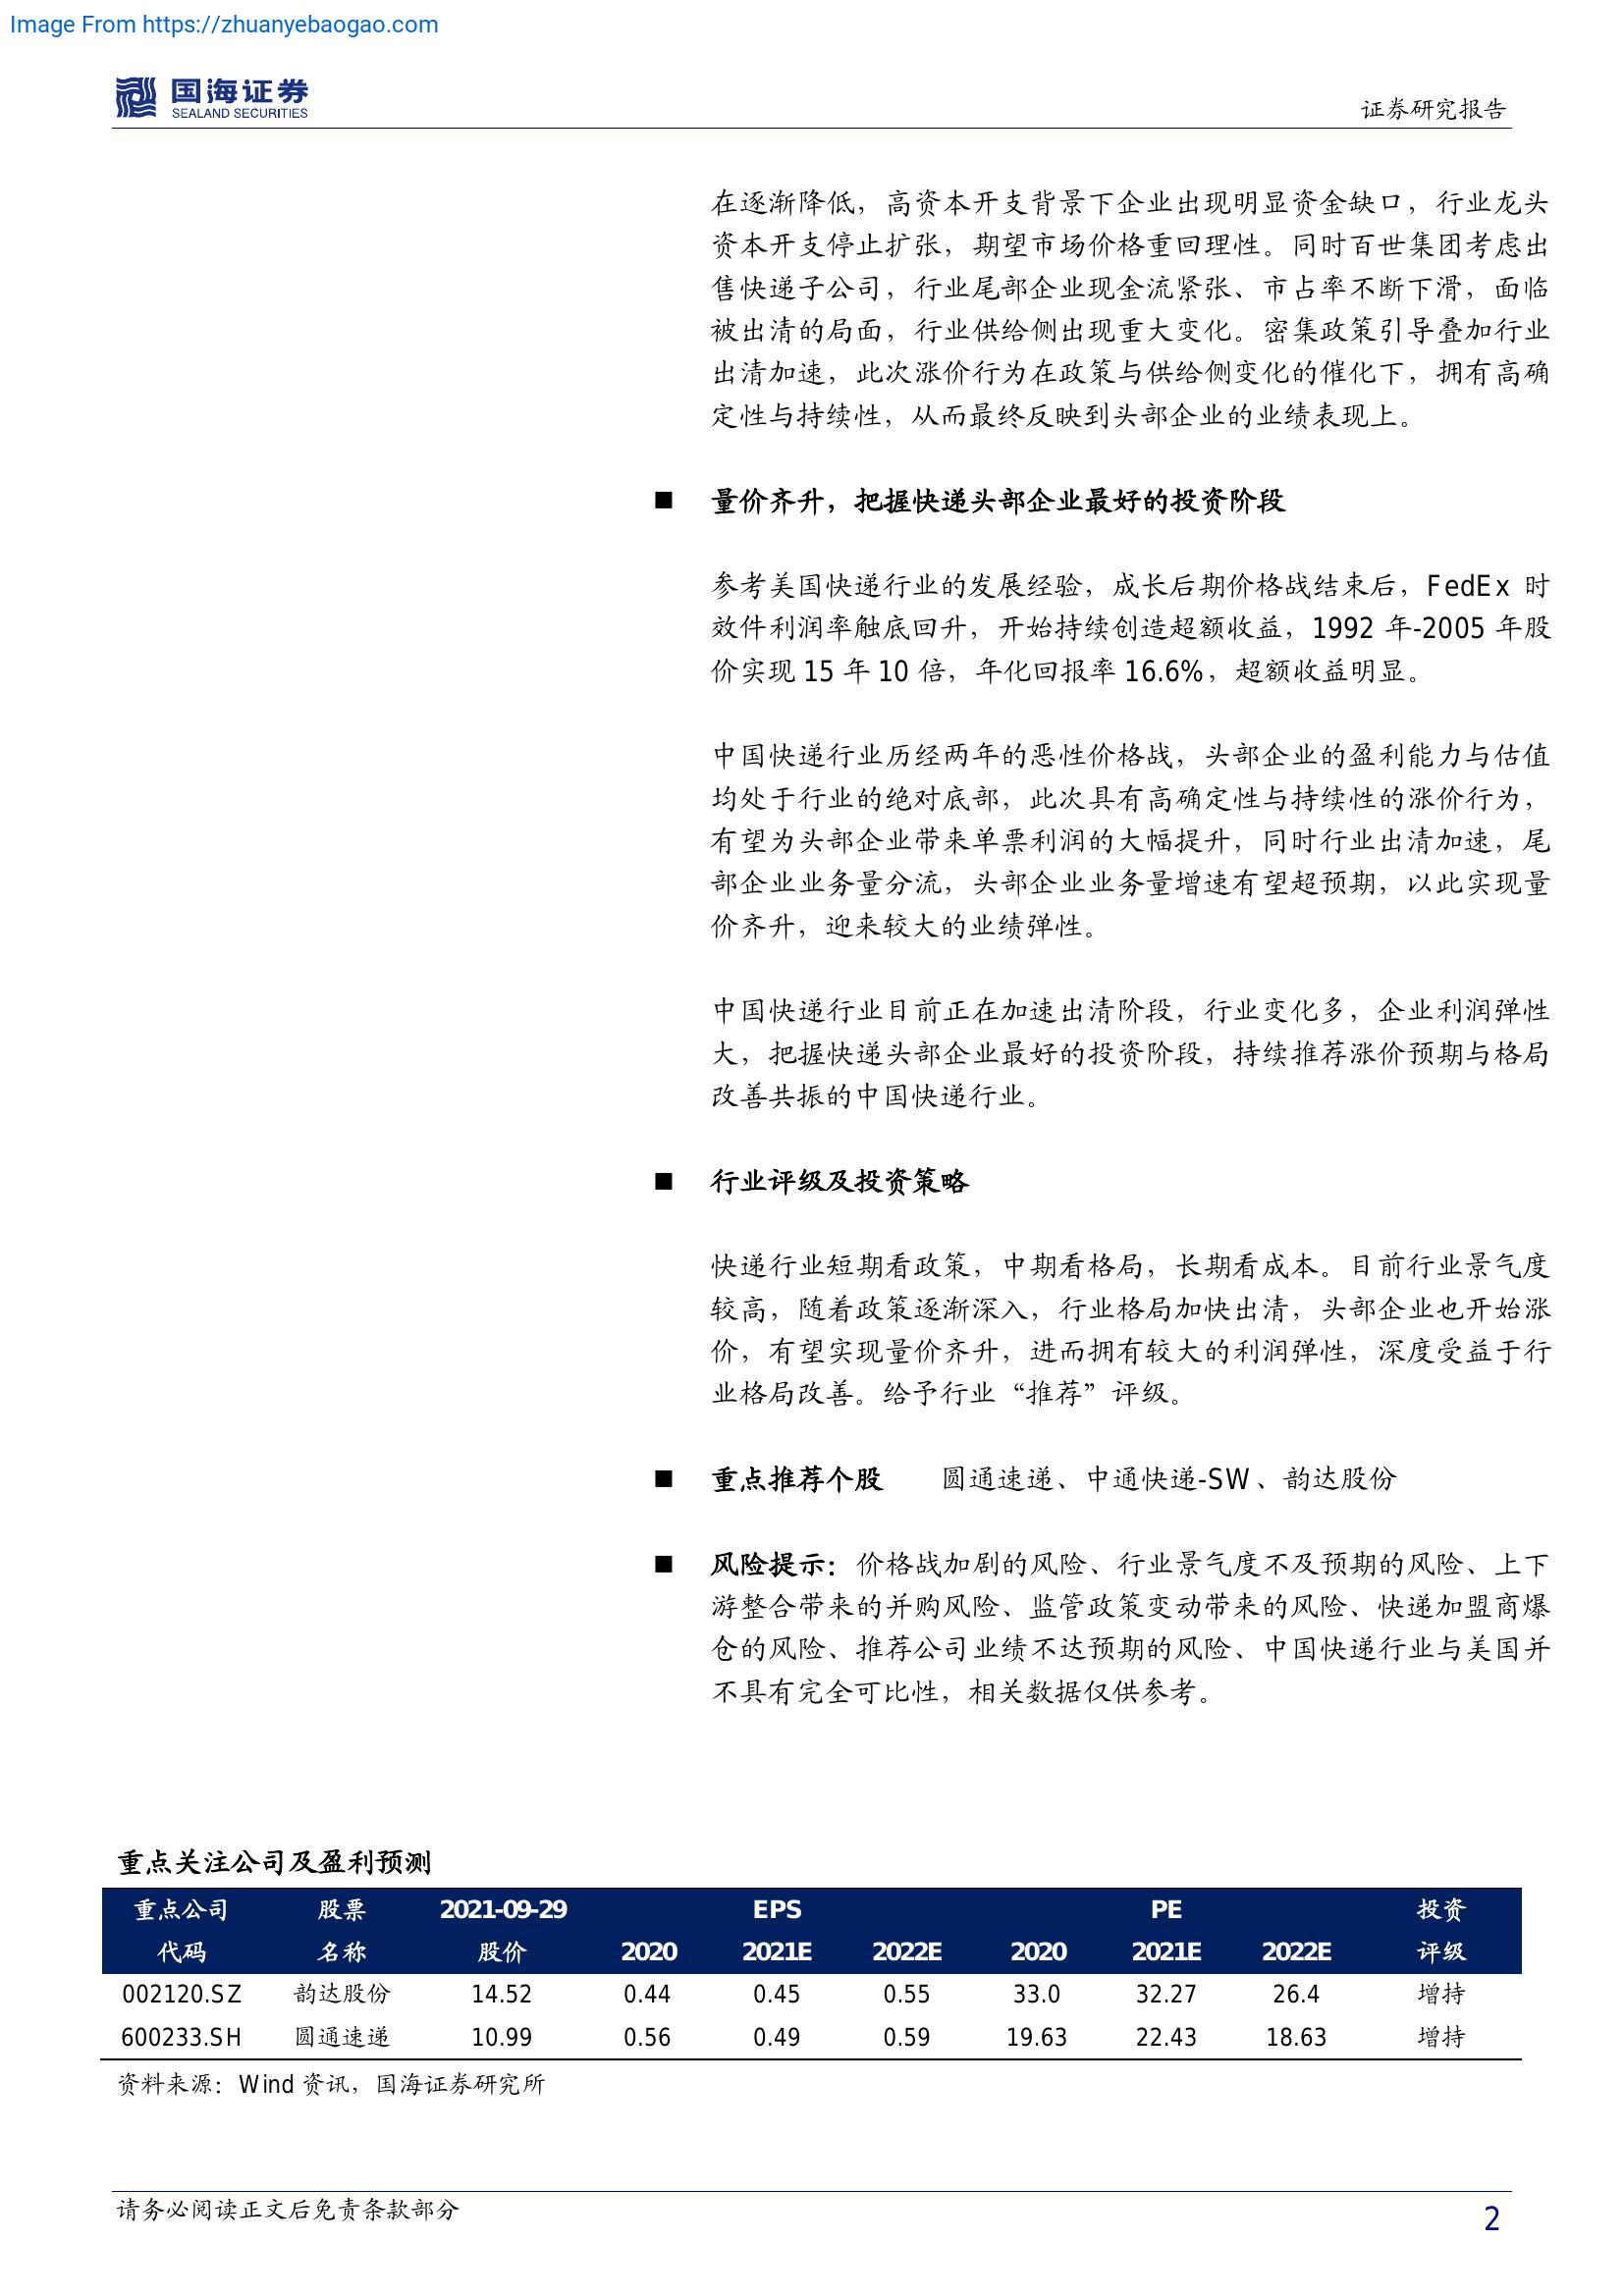 Image From https://zhuanyebaogao.com
国海证券
SEALAND SECURITIES
证券研究报告
在逐渐降低，高资本开支背景下企业出现明显资金缺口，行业龙头
资本开支停止扩张，期望市场价格重回理性。同时百世集团考虑出
售快递子公司，行业尾部企业现金流紧张、市占率不断下滑，面临
被出清的局面，行业供给侧出现重大变化。密集政策引导叠加行业
出清加速，此次涨价行为在政策与供给侧变化的催化下，拥有高确
定性与持续性，从而最终反映到头部企业的业绩表现上。
■ 量价齐升，把握快递头部企业最好的投资阶段
参考美国快递行业的发展经验，成长后期价格战结束后，FedEx 时
效件利润率触底回升，开始持续创造超额收益，1992 年-2005 年股
价实现 15 年 10 倍，年化回报率 16.6%，超额收益明显。
中国快递行业历经两年的恶性价格战，头部企业的盈利能力与估值
均处于行业的绝对底部，此次具有高确定性与持续性的涨价行为，
有望为头部企业带来单票利润的大幅提升，同时行业出清加速，尾
部企业业务量分流，头部企业业务量增速有望超预期，以此实现量
价齐升，迎来较大的业绩弹性。
中国快递行业目前正在加速出清阶段，行业变化多，企业利润弹性
大，把握快递头部企业最好的投资阶段，持续推荐涨价预期与格局
改善共振的中国快递行业。
■ 行业评级及投资策略
快递行业短期看政策，中期看格局，长期看成本。目前行业景气度
较高，随着政策逐渐深入，行业格局加快出清，头部企业也开始涨
价，有望实现量价齐升，进而拥有较大的利润弹性，深度受益于行
业格局改善。给予行业“推荐”评级。
■ 重点推荐个股 圆通速递、中通快递-SW、韵达股份
■ 风险提示：价格战加剧的风险、行业景气度不及预期的风险、上下
游整合带来的并购风险、监管政策变动带来的风险、快递加盟商爆
仓的风险、推荐公司业绩不达预期的风险、中国快递行业与美国并
不具有完全可比性，相关数据仅供参考。
重点关注公司及盈利预测
重点公司 股票 2021-09-29 EPS PE 投资
代码 名称 股价 2020 2021E 2022E 2020 2021E 2022E 评级
002120.SZ 韵达股份 14.52 0.44 0.45 0.55 33.0 32.27 26.4 增持
600233.SH 圆通速递 10.99 0.56 0.49 0.59 19.63 22.43 18.63 增持
资料来源：Wind 资讯，国海证券研究所
请务必阅读正文后免责条款部分
2